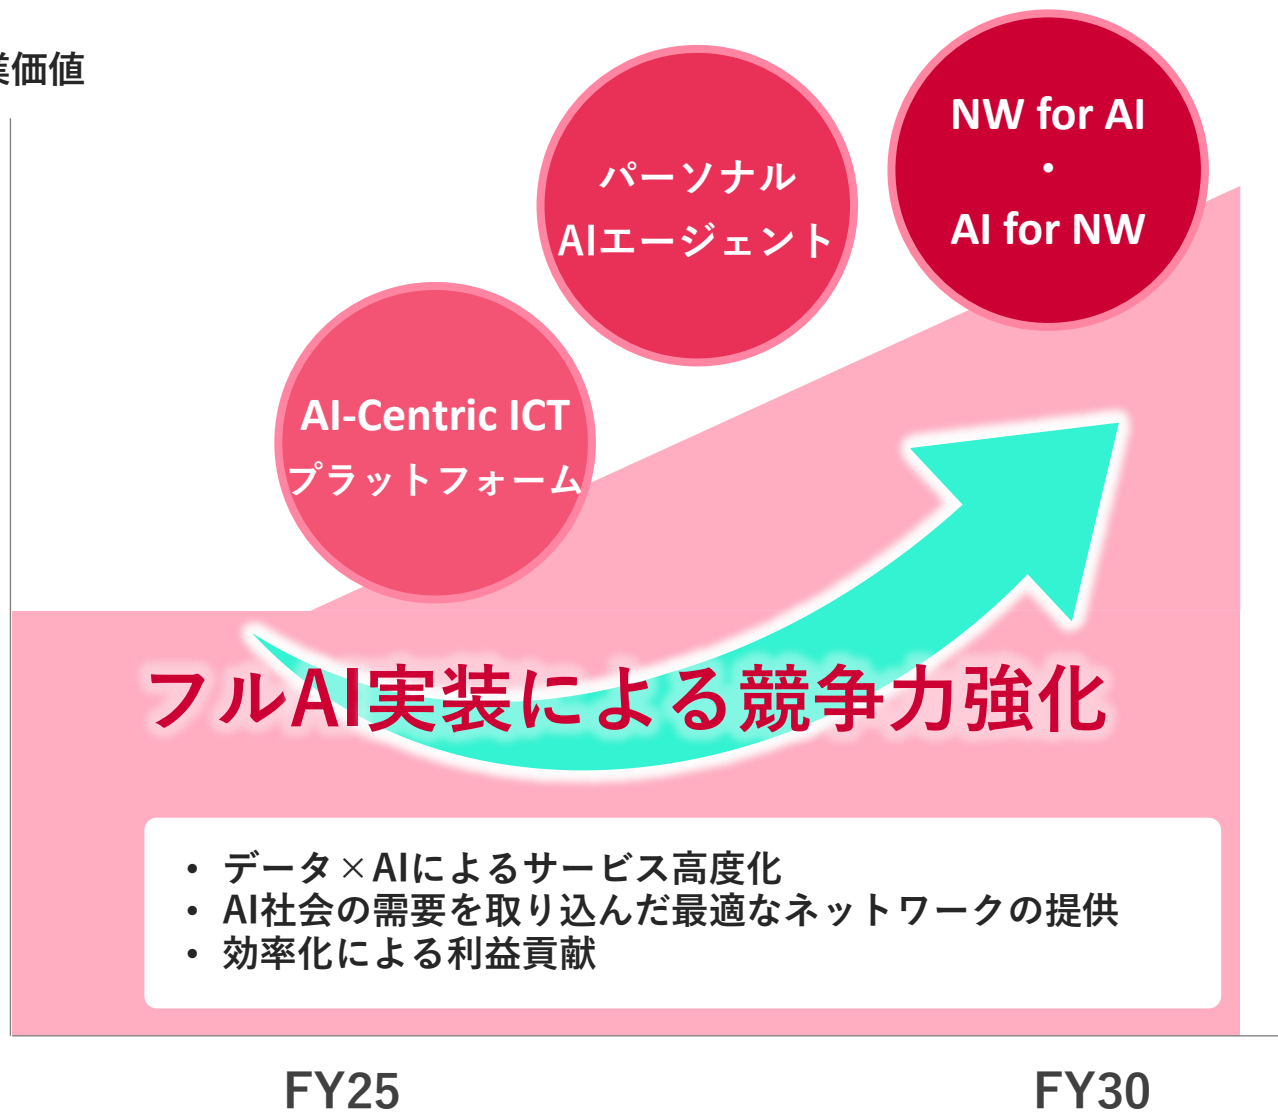 業価値
NW for AI
・
AI for NW
パーソナル
AIエージェント
AI-Centric ICT
プラットフォーム
フルAI実装による競争力強化
• データ×AIによるサービス高度化
• AI社会の需要を取り込んだ最適なネットワークの提供
• 効率化による利益貢献
FY25
FY30